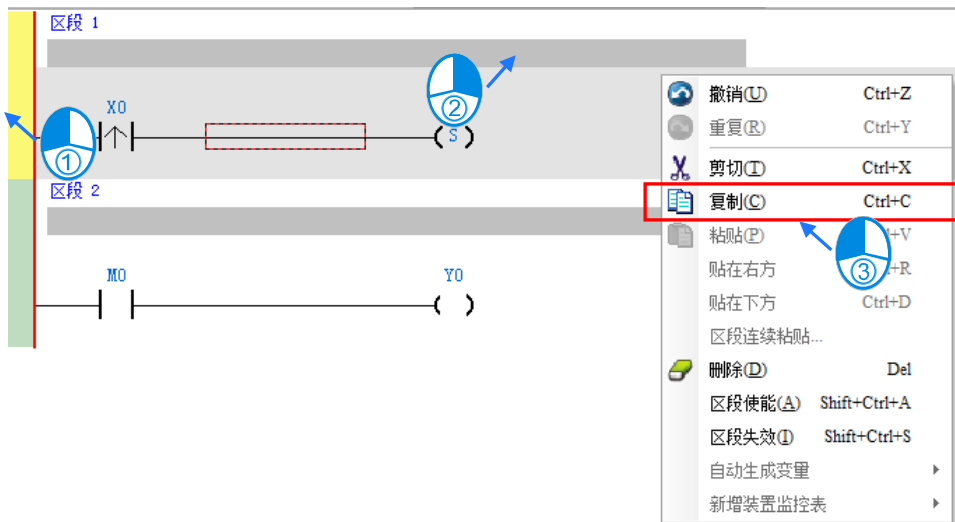 区段 1
X0
①
②
S
区段 2
M0
Y0
撤销(U) Ctrl+Z
重复(R) Ctrl+Y
剪切(T) Ctrl+X
复制(C) Ctrl+C
粘贴(P) +V
③
贴在右方 +R
贴在下方 Ctrl+D
区段连续粘贴...
删除(D) Del
区段使能(A) Shift+Ctrl+A
区段失效(I) Shift+Ctrl+S
自动生成变量
新增装置监控表